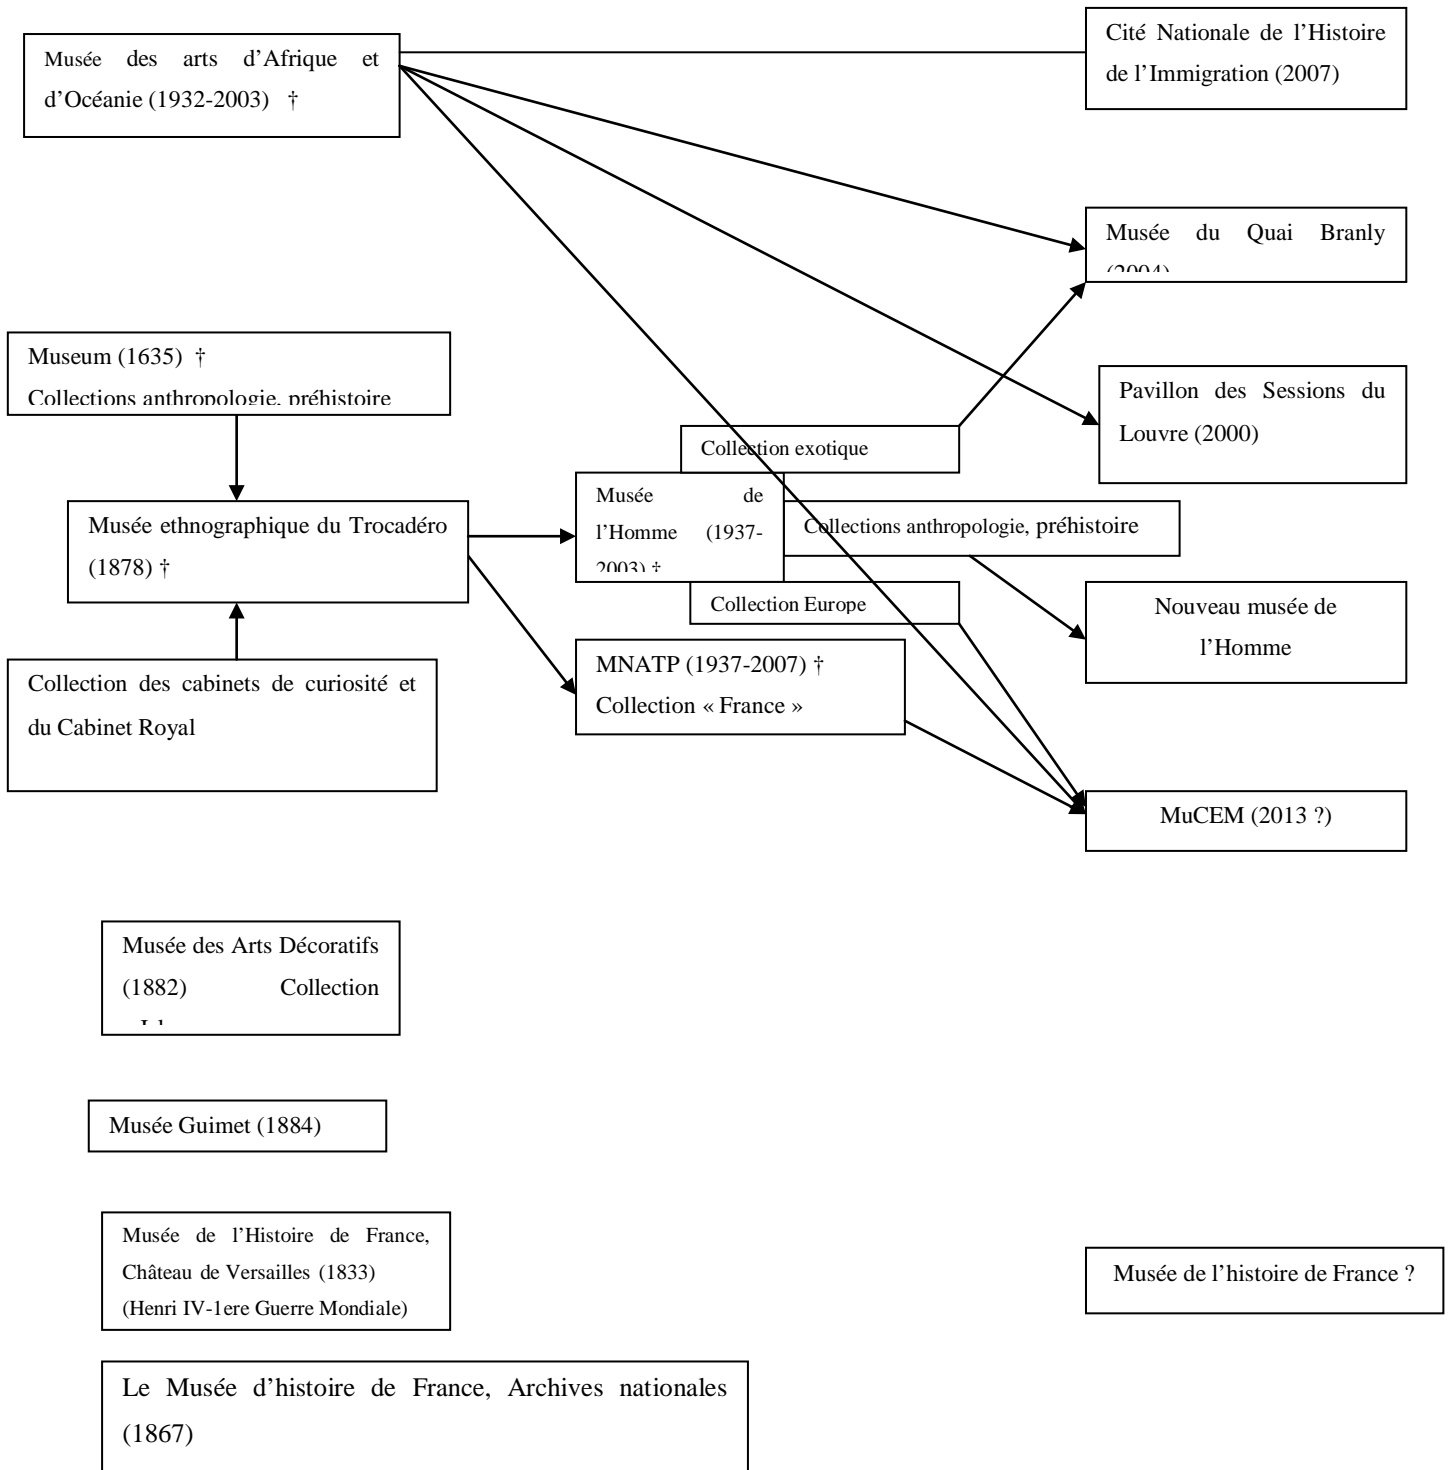 Musée des arts d’Afrique et
d’Océanie (1932-2003) †
Cité Nationale de l’Histoire
de l’Immigration (2007)
Musée du Quai Branly
(2004)
Museum (1635) †
Collections anthropologie, préhistoire
Pavillon des Sessions du
Louvre (2000)
Collection exotique
Musée de
l’Homme (1937-
2003) †
Collections anthropologie, préhistoire
Musée ethnographique du Trocadéro
(1878) †
Collection Europe
Nouveau musée de
l’Homme
MNATP (1937-2007) †
Collection « France »
Collection des cabinets de curiosité et
du Cabinet Royal
MuCEM (2013 ?)
Musée des Arts Décoratifs
(1882) Collection
Musée Guimet (1884)
Musée de l’Histoire de France,
Château de Versailles (1833)
(Henri IV-1ere Guerre Mondiale)
Musée de l’histoire de France ?
Le Musée d’histoire de France, Archives nationales
(1867)